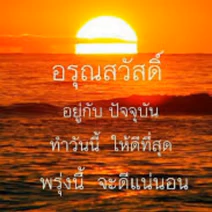 อรุณสวัสดิ์
อยู่กับ ปัจจุบัน
ทำวันนี้ ให้ดีที่สุด
พรุ่งนี้ จะดีแน่นอน